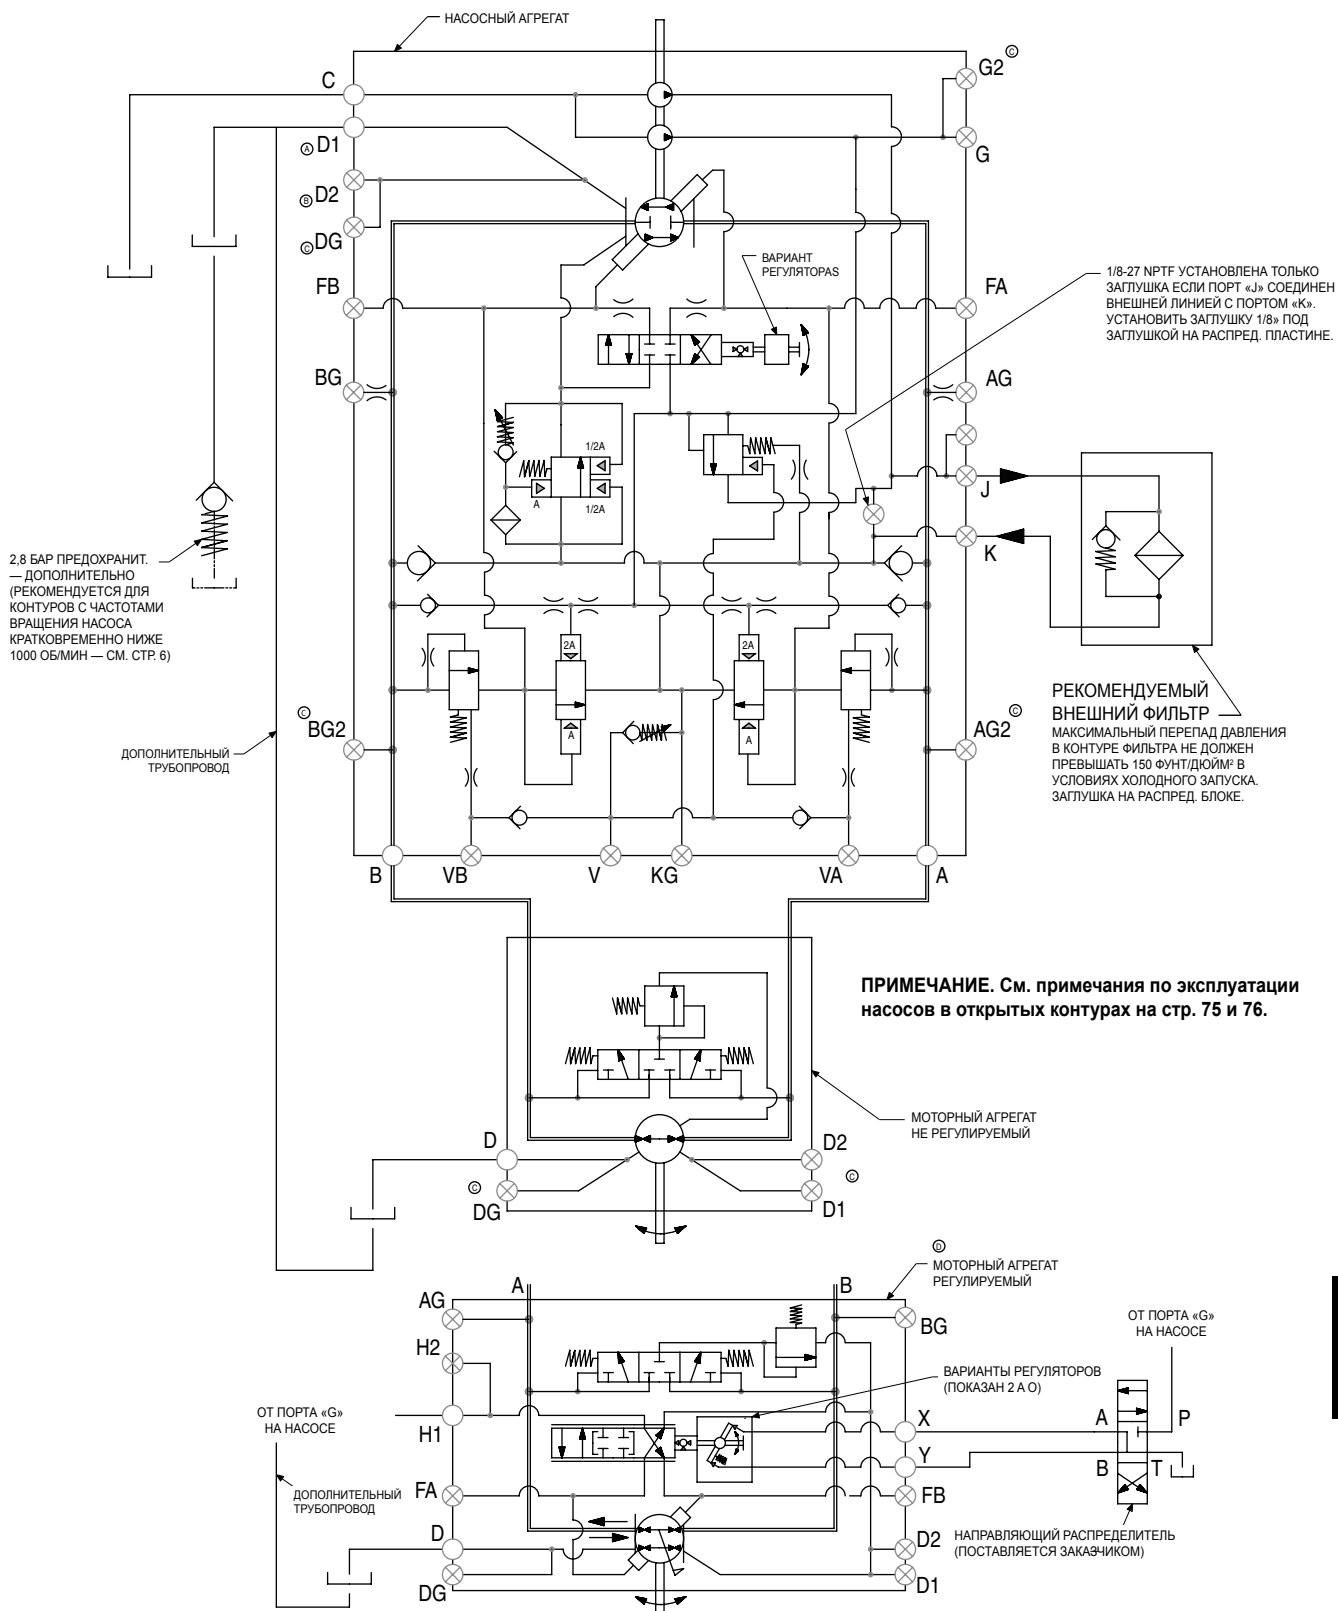 НАСОСНЫЙ АГРЕГАТ
C
G2 ©
Ⓐ D1
G
Ⓑ D2
© DG
ВАРИАНТ
РЕГУЛЯТОРАS
1/8-27 NPTF УСТАНОВЛЕНА ТОЛЬКО
ЗАГЛУШКА ЕСЛИ ПОРТ «J» СОЕДИНЕН
ВНЕШНЕЙ ЛИНИЕЙ С ПОРТОМ «K».
УСТАНОВИТЬ ЗАГЛУШКУ 1/8» ПОД
ЗАГЛУШКОЙ НА РАСПРЕД. ПЛАСТИНЕ.
FB
FA
BG
AG
1/2A
A
1/2A
J
K
2,8 БАР ПРЕДОХРАНИТ.
— ДОПОЛНИТЕЛЬНО
(РЕКОМЕНДУЕТСЯ ДЛЯ
КОНТУРОВ С ЧАСТОТАМИ
ВРАЩЕНИЯ НАСОСА
КРАТКОВРЕМЕННО НИЖЕ
1000 ОБ/МИН — СМ. СТР. 6)
2A
2A
A
A
РЕКОМЕНДУЕМЫЙ
ВНЕШНИЙ ФИЛЬТР
МАКСИМАЛЬНЫЙ ПЕРЕПАД ДАВЛЕНИЯ
В КОНТУРЕ ФИЛЬТРА НЕ ДОЛЖЕН
ПРЕВЫШАТЬ 150 ФУНТ/ДЮЙМ² В
УСЛОВИЯХ ХОЛОДНОГО ЗАПУСКА.
ЗАГЛУШКА НА РАСПРЕД. БЛОКЕ.
© BG2
AG2 ©
ДОПОЛНИТЕЛЬНЫЙ
ТРУБОПРОВОД
B VB V KG VA A
ПРИМЕЧАНИЕ. См. примечания по эксплуатации
насосов в открытых контурах на стр. 75 и 76.
МОТОРНЫЙ АГРЕГАТ
НЕ РЕГУЛИРУЕМЫЙ
D
D2
© DG
D1 ©
Ⓓ
МОТОРНЫЙ АГРЕГАТ
РЕГУЛИРУЕМЫЙ
A
B
AG
BG
H2
ОТ ПОРТА «G»
НА НАСОСЕ
ВАРИАНТЫ РЕГУЛЯТОРОВ
(ПОКАЗАН 2 A O)
ОТ ПОРТА «G»
НА НАСОСЕ
H1
X
A P
Y
B T
ДОПОЛНИТЕЛЬНЫЙ
ТРУБОПРОВОД
FA
FB
НАПРАВЛЯЮЩИЙ РАСПРЕДЕЛИТЕЛЬ
(ПОСТАВЛЯЕТСЯ ЗАКАЗЧИКОМ)
D
D2
DG
D1